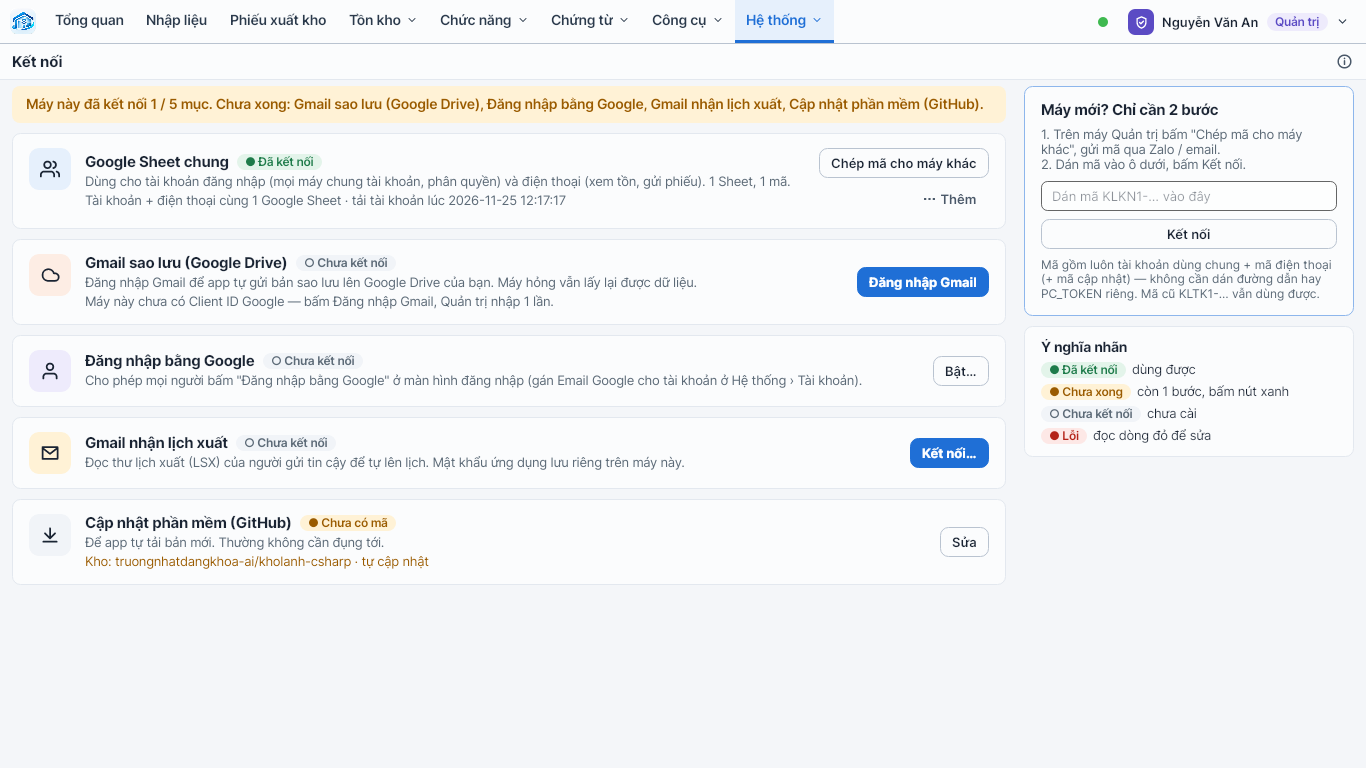 Tổng quan
Nhập liệu
Phiếu xuất kho
Tồn kho
Chức năng
Chứng từ
Công cụ
Hệ thống
Nguyễn Văn An
Quản trị
Kết nối
Máy này đã kết nối 1 / 5 mục. Chưa xong: Gmail sao lưu (Google Drive), Đăng nhập bằng Google, Gmail nhận lịch xuất, Cập nhật phần mềm (GitHub).
Google Sheet chung
Đã kết nối
Dùng cho tài khoản đăng nhập (mọi máy chung tài khoản, phân quyền) và điện thoại (xem tồn, gửi phiếu). 1 Sheet, 1 mã.
Tài khoản + điện thoại cùng 1 Google Sheet · tải tài khoản lúc 2026-11-25 12:17:17
Chép mã cho máy khác
··· Thêm
Gmail sao lưu (Google Drive)
Chưa kết nối
Đăng nhập Gmail để app tự gửi bản sao lưu lên Google Drive của bạn. Máy hỏng vẫn lấy lại được dữ liệu.
Máy này chưa có Client ID Google — bấm Đăng nhập Gmail, Quản trị nhập 1 lần.
Đăng nhập Gmail
Đăng nhập bằng Google
Chưa kết nối
Cho phép mọi người bấm "Đăng nhập bằng Google" ở màn hình đăng nhập (gán Email Google cho tài khoản ở Hệ thống › Tài khoản).
Bật...
Gmail nhận lịch xuất
Chưa kết nối
Đọc thư lịch xuất (LSX) của người gửi tin cậy để tự lên lịch. Mật khẩu ứng dụng lưu riêng trên máy này.
Kết nối...
Cập nhật phần mềm (GitHub)
Chưa có mã
Để app tự tải bản mới. Thường không cần đụng tới.
Kho: truongnhatdangkhoa-ai/kholanh-csharp · tự cập nhật
Sửa
Máy mới? Chỉ cần 2 bước
1. Trên máy Quản trị bấm "Chép mã cho máy
khác", gửi mã qua Zalo / email.
2. Dán mã vào ô dưới, bấm Kết nối.
Dán mã KLKN1-... vào đây
Kết nối
Mã gồm luôn tài khoản dùng chung + mã điện thoại
(+ mã cập nhật) — không cần dán đường dẫn hay
PC_TOKEN riêng. Mã cũ KLTK1-... vẫn dùng được.
Ý nghĩa nhãn
Đã kết nối dùng được
Chưa xong còn 1 bước, bấm nút xanh
Chưa kết nối chưa cài
Lỗi đọc dòng đỏ để sửa